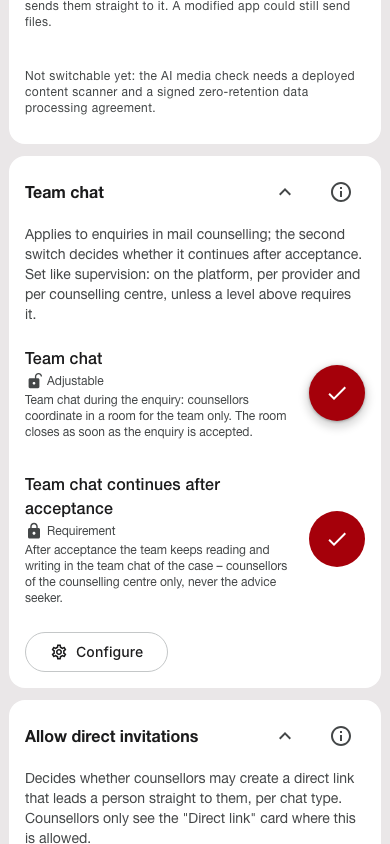 sends them straight to it. A modified app could still send
files.
Not switchable yet: the AI media check needs a deployed
content scanner and a signed zero-retention data
processing agreement.
Team chat
Applies to enquiries in mail counselling; the second
switch decides whether it continues after acceptance.
Set like supervision: on the platform, per provider and
per counselling centre, unless a level above requires
it.
Team chat
Adjustable
Team chat during the enquiry: counsellors
coordinate in a room for the team only. The room
closes as soon as the enquiry is accepted.
Team chat continues after
acceptance
Requirement
After acceptance the team keeps reading and
writing in the team chat of the case – counsellors
of the counselling centre only, never the advice
seeker.
Configure
Allow direct invitations
Decides whether counsellors may create a direct link
that leads a person straight to them, per chat type.
Counsellors only see the "Direct link" card where this
is allowed.